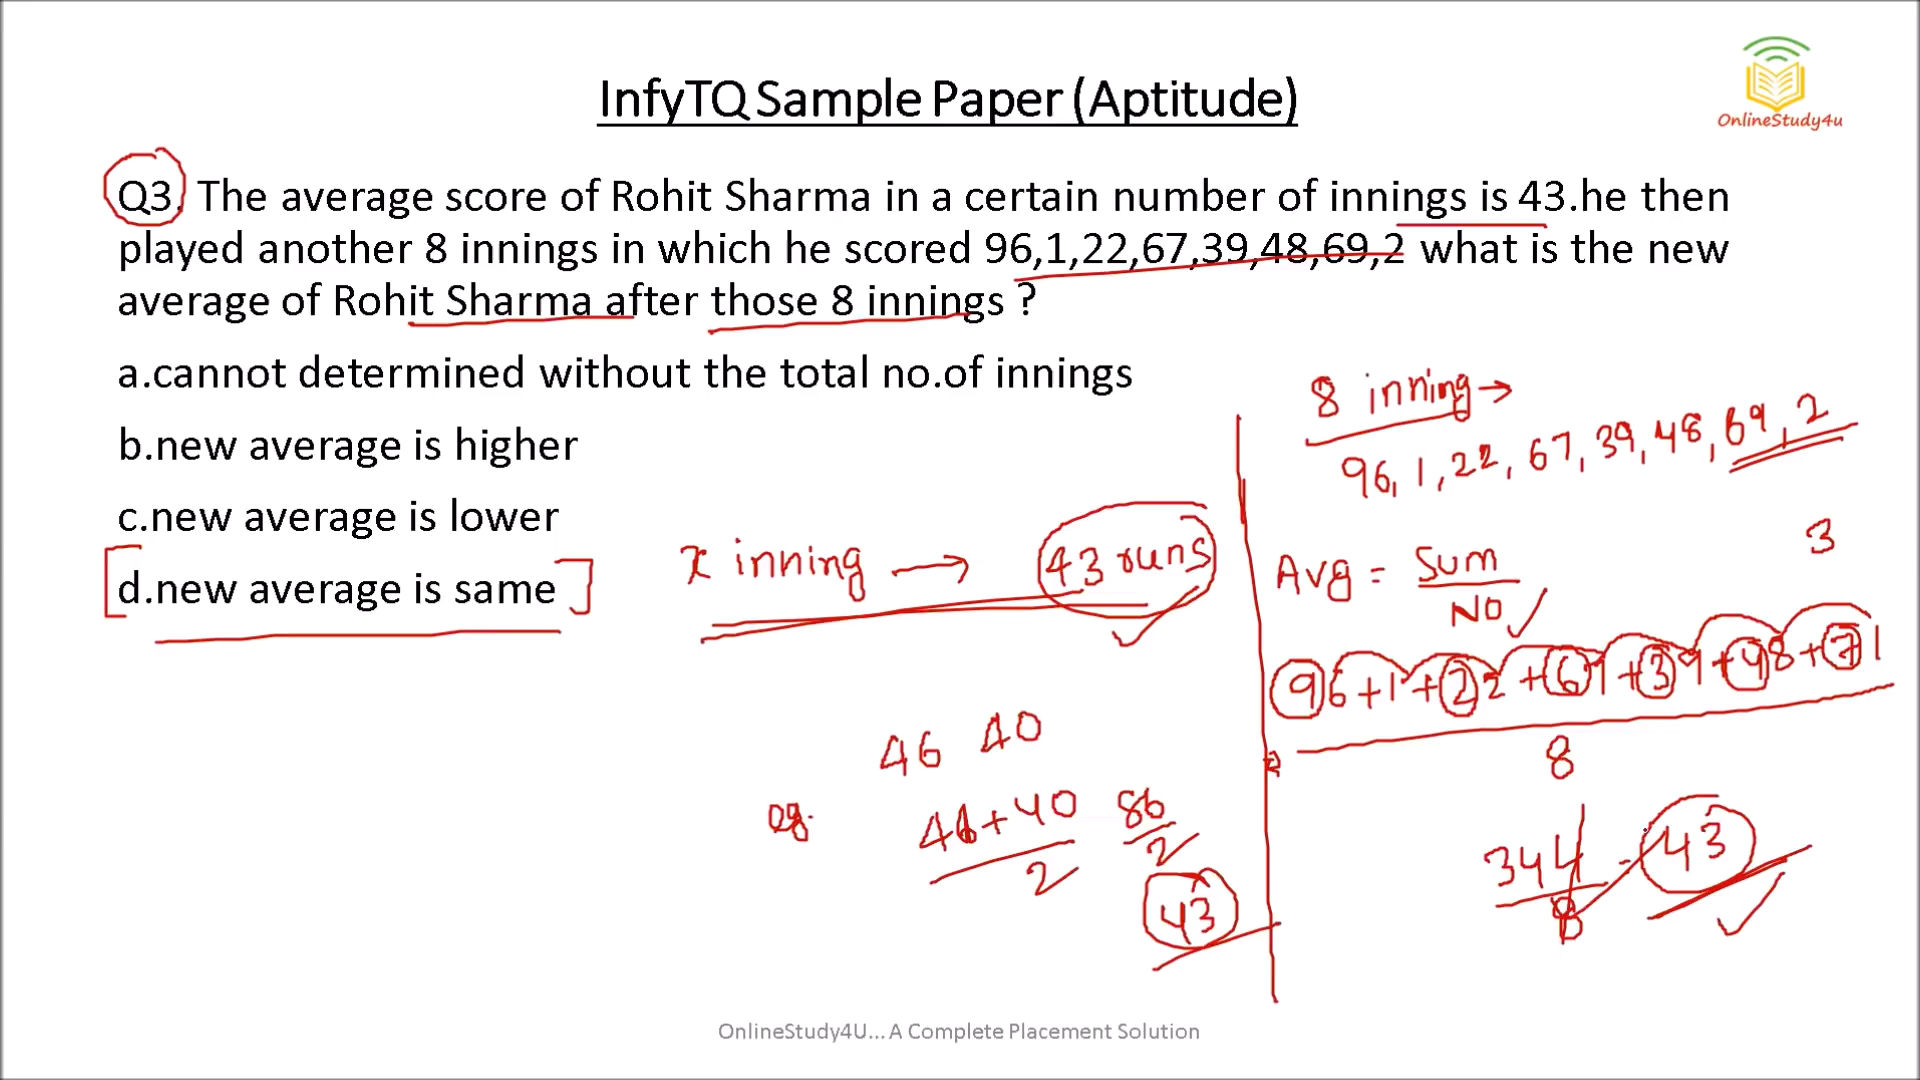 InfyTQ Sample Paper (Aptitude)
OnlineStudy4u
Q3. The average score of Rohit Sharma in a certain number of innings is 43.he then
played another 8 innings in which he scored 96,1,22,67,39,48,69,2 what is the new
average of Rohit Sharma after those 8 innings ?
a.cannot determined without the total no.of innings
b.new average is higher
c.new average is lower
d.new average is same
x inning → 43 runs
46 40
eg.
46+40
2
86
2
43
8 inning →
96, 1, 22, 67, 39, 48, 69, 2
3
Avg = Sum
NO
96+1+22+67+39+48+71
8
344
8
43
OnlineStudy4U... A Complete Placement Solution